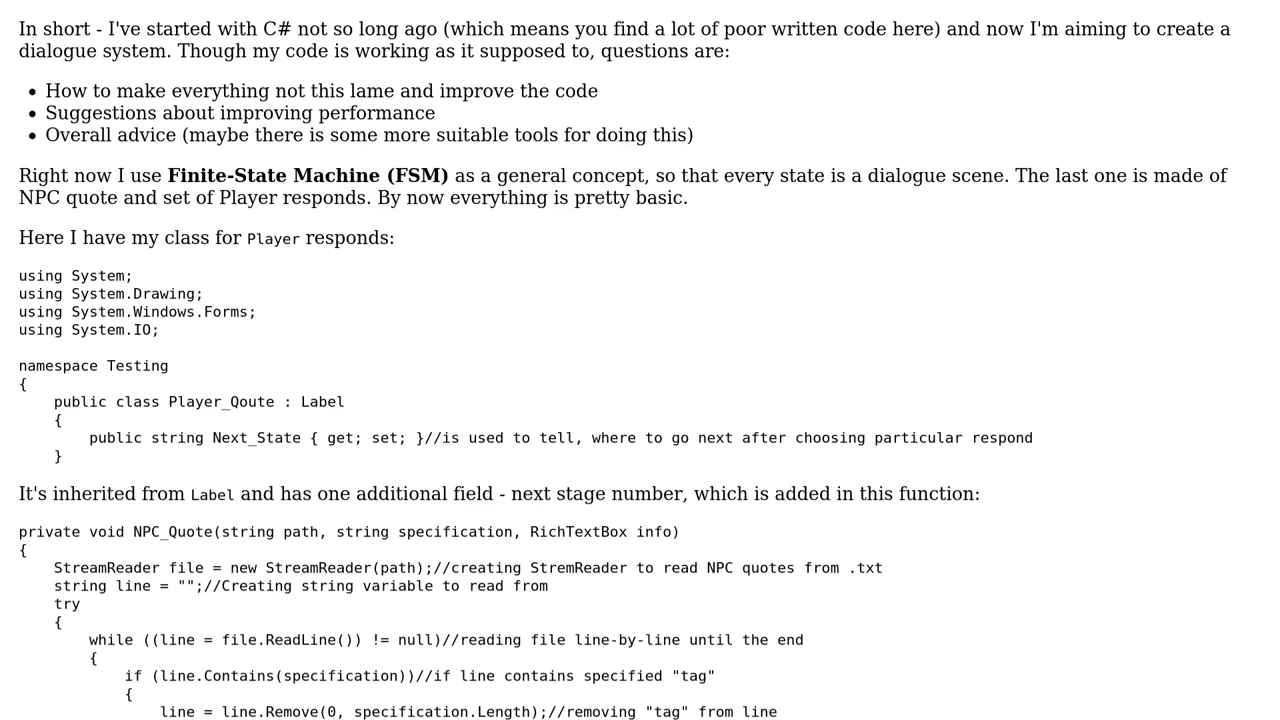 In short - I've started with C# not so long ago (which means you find a lot of poor written code here) and now I'm aiming to create a
dialogue system. Though my code is working as it supposed to, questions are:
• How to make everything not this lame and improve the code
• Suggestions about improving performance
• Overall advice (maybe there is some more suitable tools for doing this)
Right now I use Finite-State Machine (FSM) as a general concept, so that every state is a dialogue scene. The last one is made of
NPC quote and set of Player responds. By now everything is pretty basic.
Here I have my class for Player responds:
using System;
using System.Drawing;
using System.Windows.Forms;
using System.IO;
namespace Testing
{
    public class Player_Qoute : Label
    {
        public string Next_State { get; set; }//is used to tell, where to go next after choosing particular respond
    }
It's inherited from Label and has one additional field - next stage number, which is added in this function:
private void NPC_Quote(string path, string specification, RichTextBox info)
{
    StreamReader file = new StreamReader(path);//creating StremReader to read NPC quotes from .txt
    string line = "";//Creating string variable to read from
    try
    {
        while ((line = file.ReadLine()) != null)//reading file line-by-line until the end
        {
            if (line.Contains(specification))//if line contains specified "tag"
            {
                line = line.Remove(0, specification.Length);//removing "tag" from line